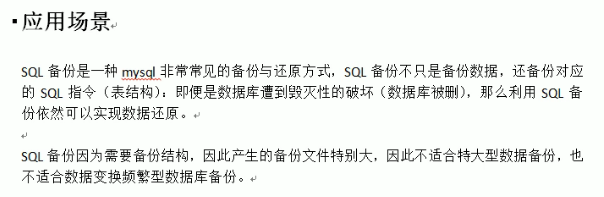 应用场景
SQL 备份是一种 mysql 非常常见的备份与还原方式，SQL 备份不只是备份数据，还备份对应
的 SQL 指令（表结构）：即便是数据库遭到毁灭性的破坏（数据库被删），那么利用 SQL 备
份依然可以实现数据还原。
SQL 备份因为需要备份结构，因此产生的备份文件特别大，因此不适合特大型数据备份，也
不适合数据变换频繁型数据库备份。